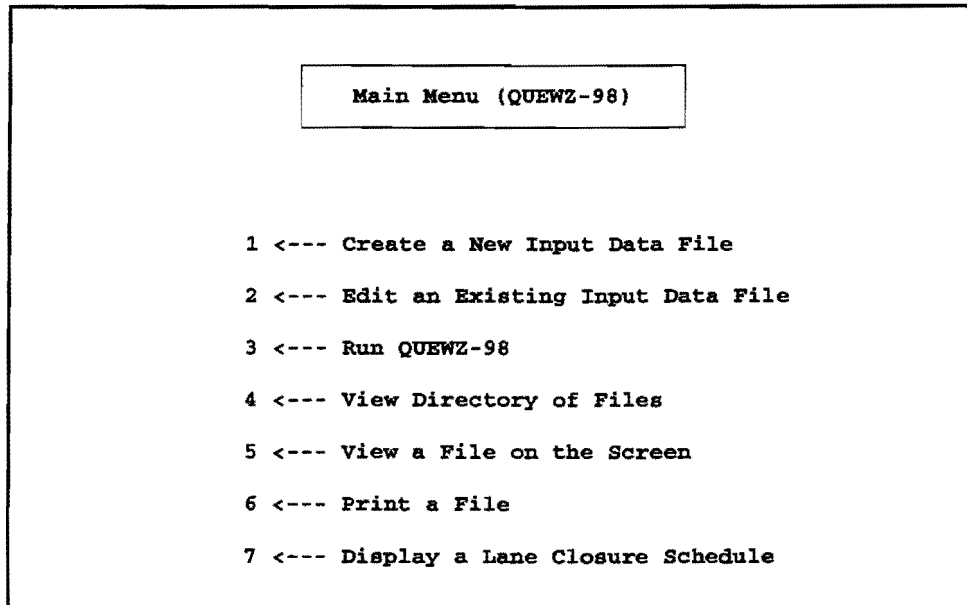 Main Menu (QUEWZ-98)
1 <--- Create a New Input Data File
2 <--- Edit an Existing Input Data File
3 <--- Run QUEWZ-98
4 <--- View Directory of Files
5 <--- View a File on the Screen
6 <--- Print a File
7 <--- Display a Lane Closure Schedule